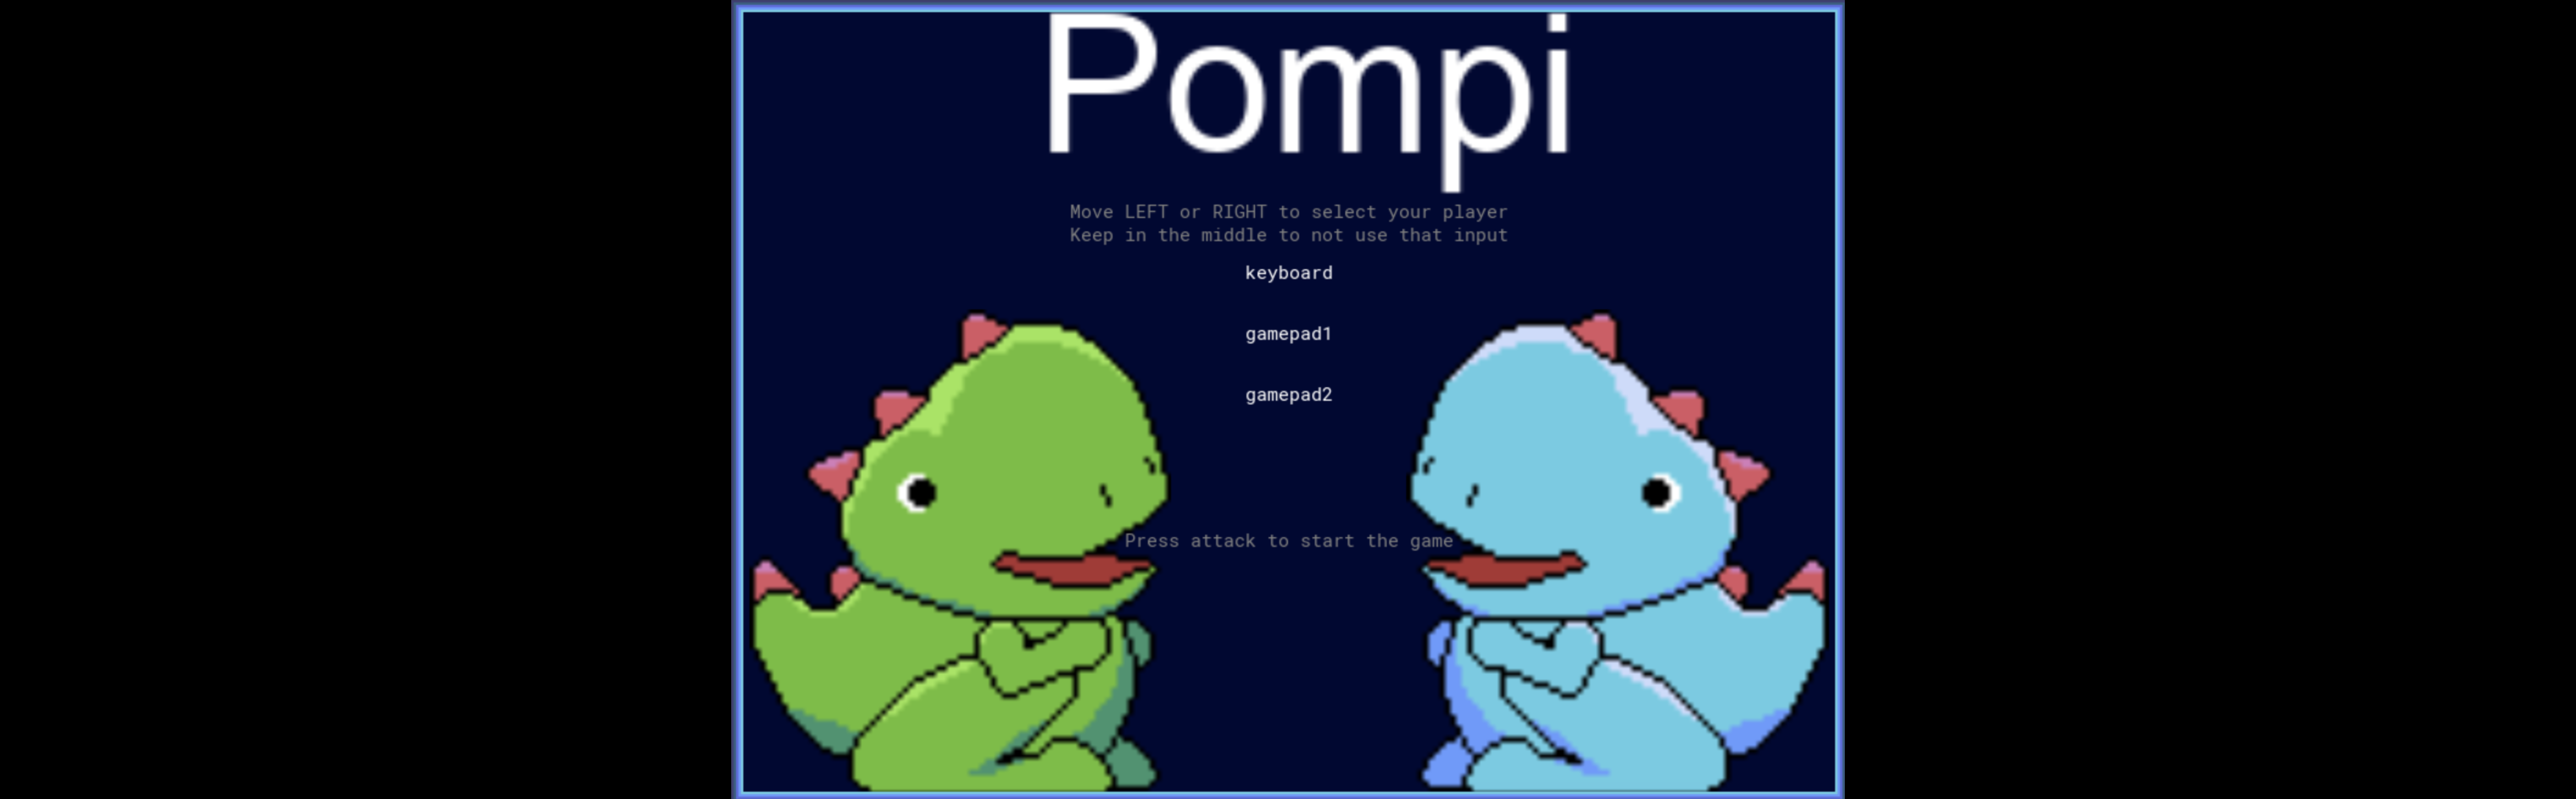 Pompi
Move LEFT or RIGHT to select your player
Keep in the middle to not use that input
keyboard
gamepad1
gamepad2
Press attack to start the game